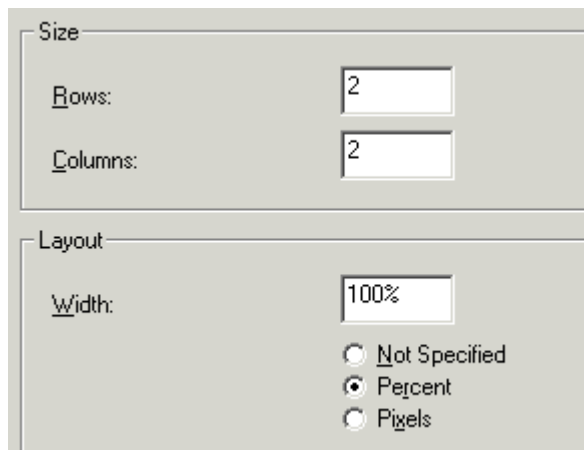 Size
Rows: 2
Columns: 2
Layout
Width: 100%
Not Specified
Percent
Pixels